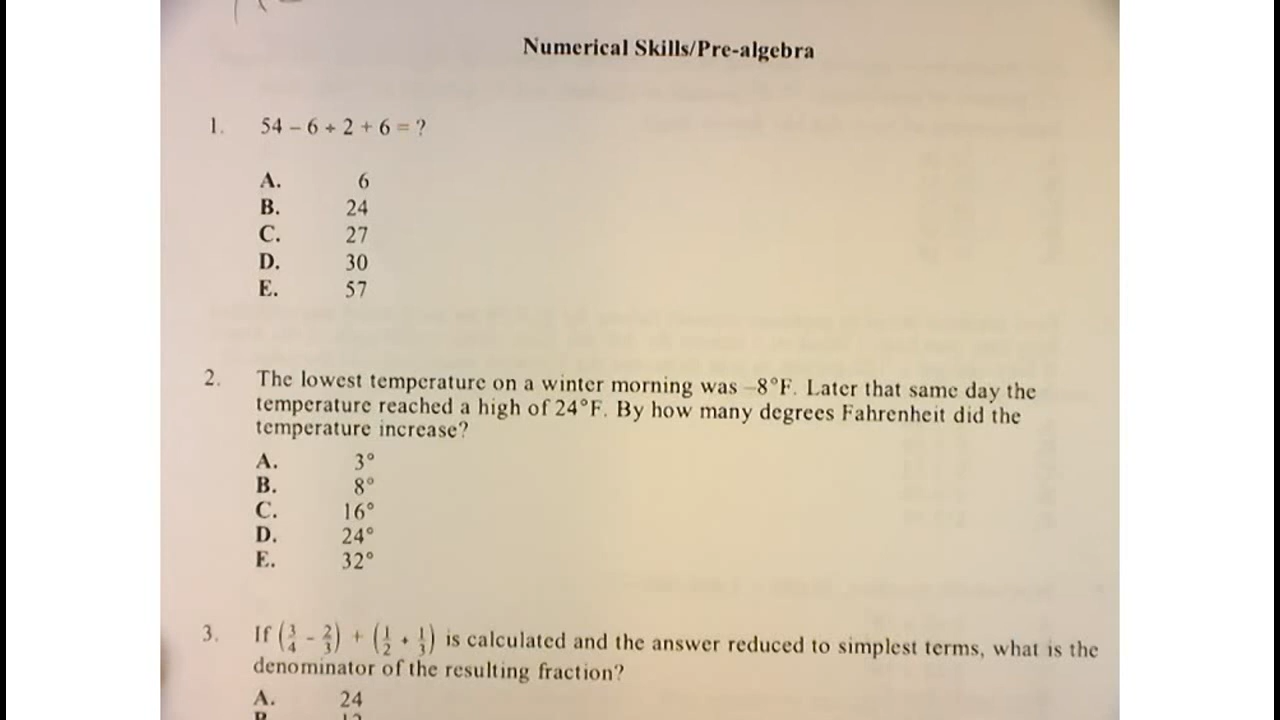 Numerical Skills/Pre-algebra
1. 54 – 6 ÷ 2 + 6 = ?
A. 6
B. 24
C. 27
D. 30
E. 57
2. The lowest temperature on a winter morning was –8°F. Later that same day the
temperature reached a high of 24°F. By how many degrees Fahrenheit did the
temperature increase?
A. 3°
B. 8°
C. 16°
D. 24°
E. 32°
3. If (3/4 - 2/3) + (1/2 + 1/3) is calculated and the answer reduced to simplest terms, what is the
denominator of the resulting fraction?
A. 24